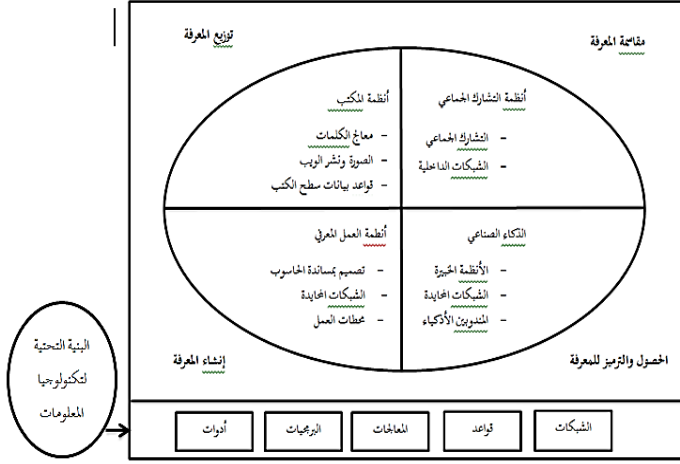 مقاسمة المعرفة
توزيع المعرفة
أنظمة التشارك الجماعي
- التشارك الجماعي
- الشبكات الداخلية
أنظمة المكتب
- معالج الكلمات
- الصورة ونشر الويب
- قواعد بيانات سطح الكتب
الذكاء الصناعي
- الأنظمة الخبيرة
- الشبكات المحايدة
- المندوبين الأذكياء
أنظمة العمل المعرفي
- تصميم بمساندة الحاسوب
- الشبكات المحايدة
- محطات العمل
الحصول والترميز للمعرفة
إنشاء المعرفة
البنية التحتية
لتكنولوجيا
المعلومات
الشبكات
قواعد
المعالجات
البرمجيات
أدوات